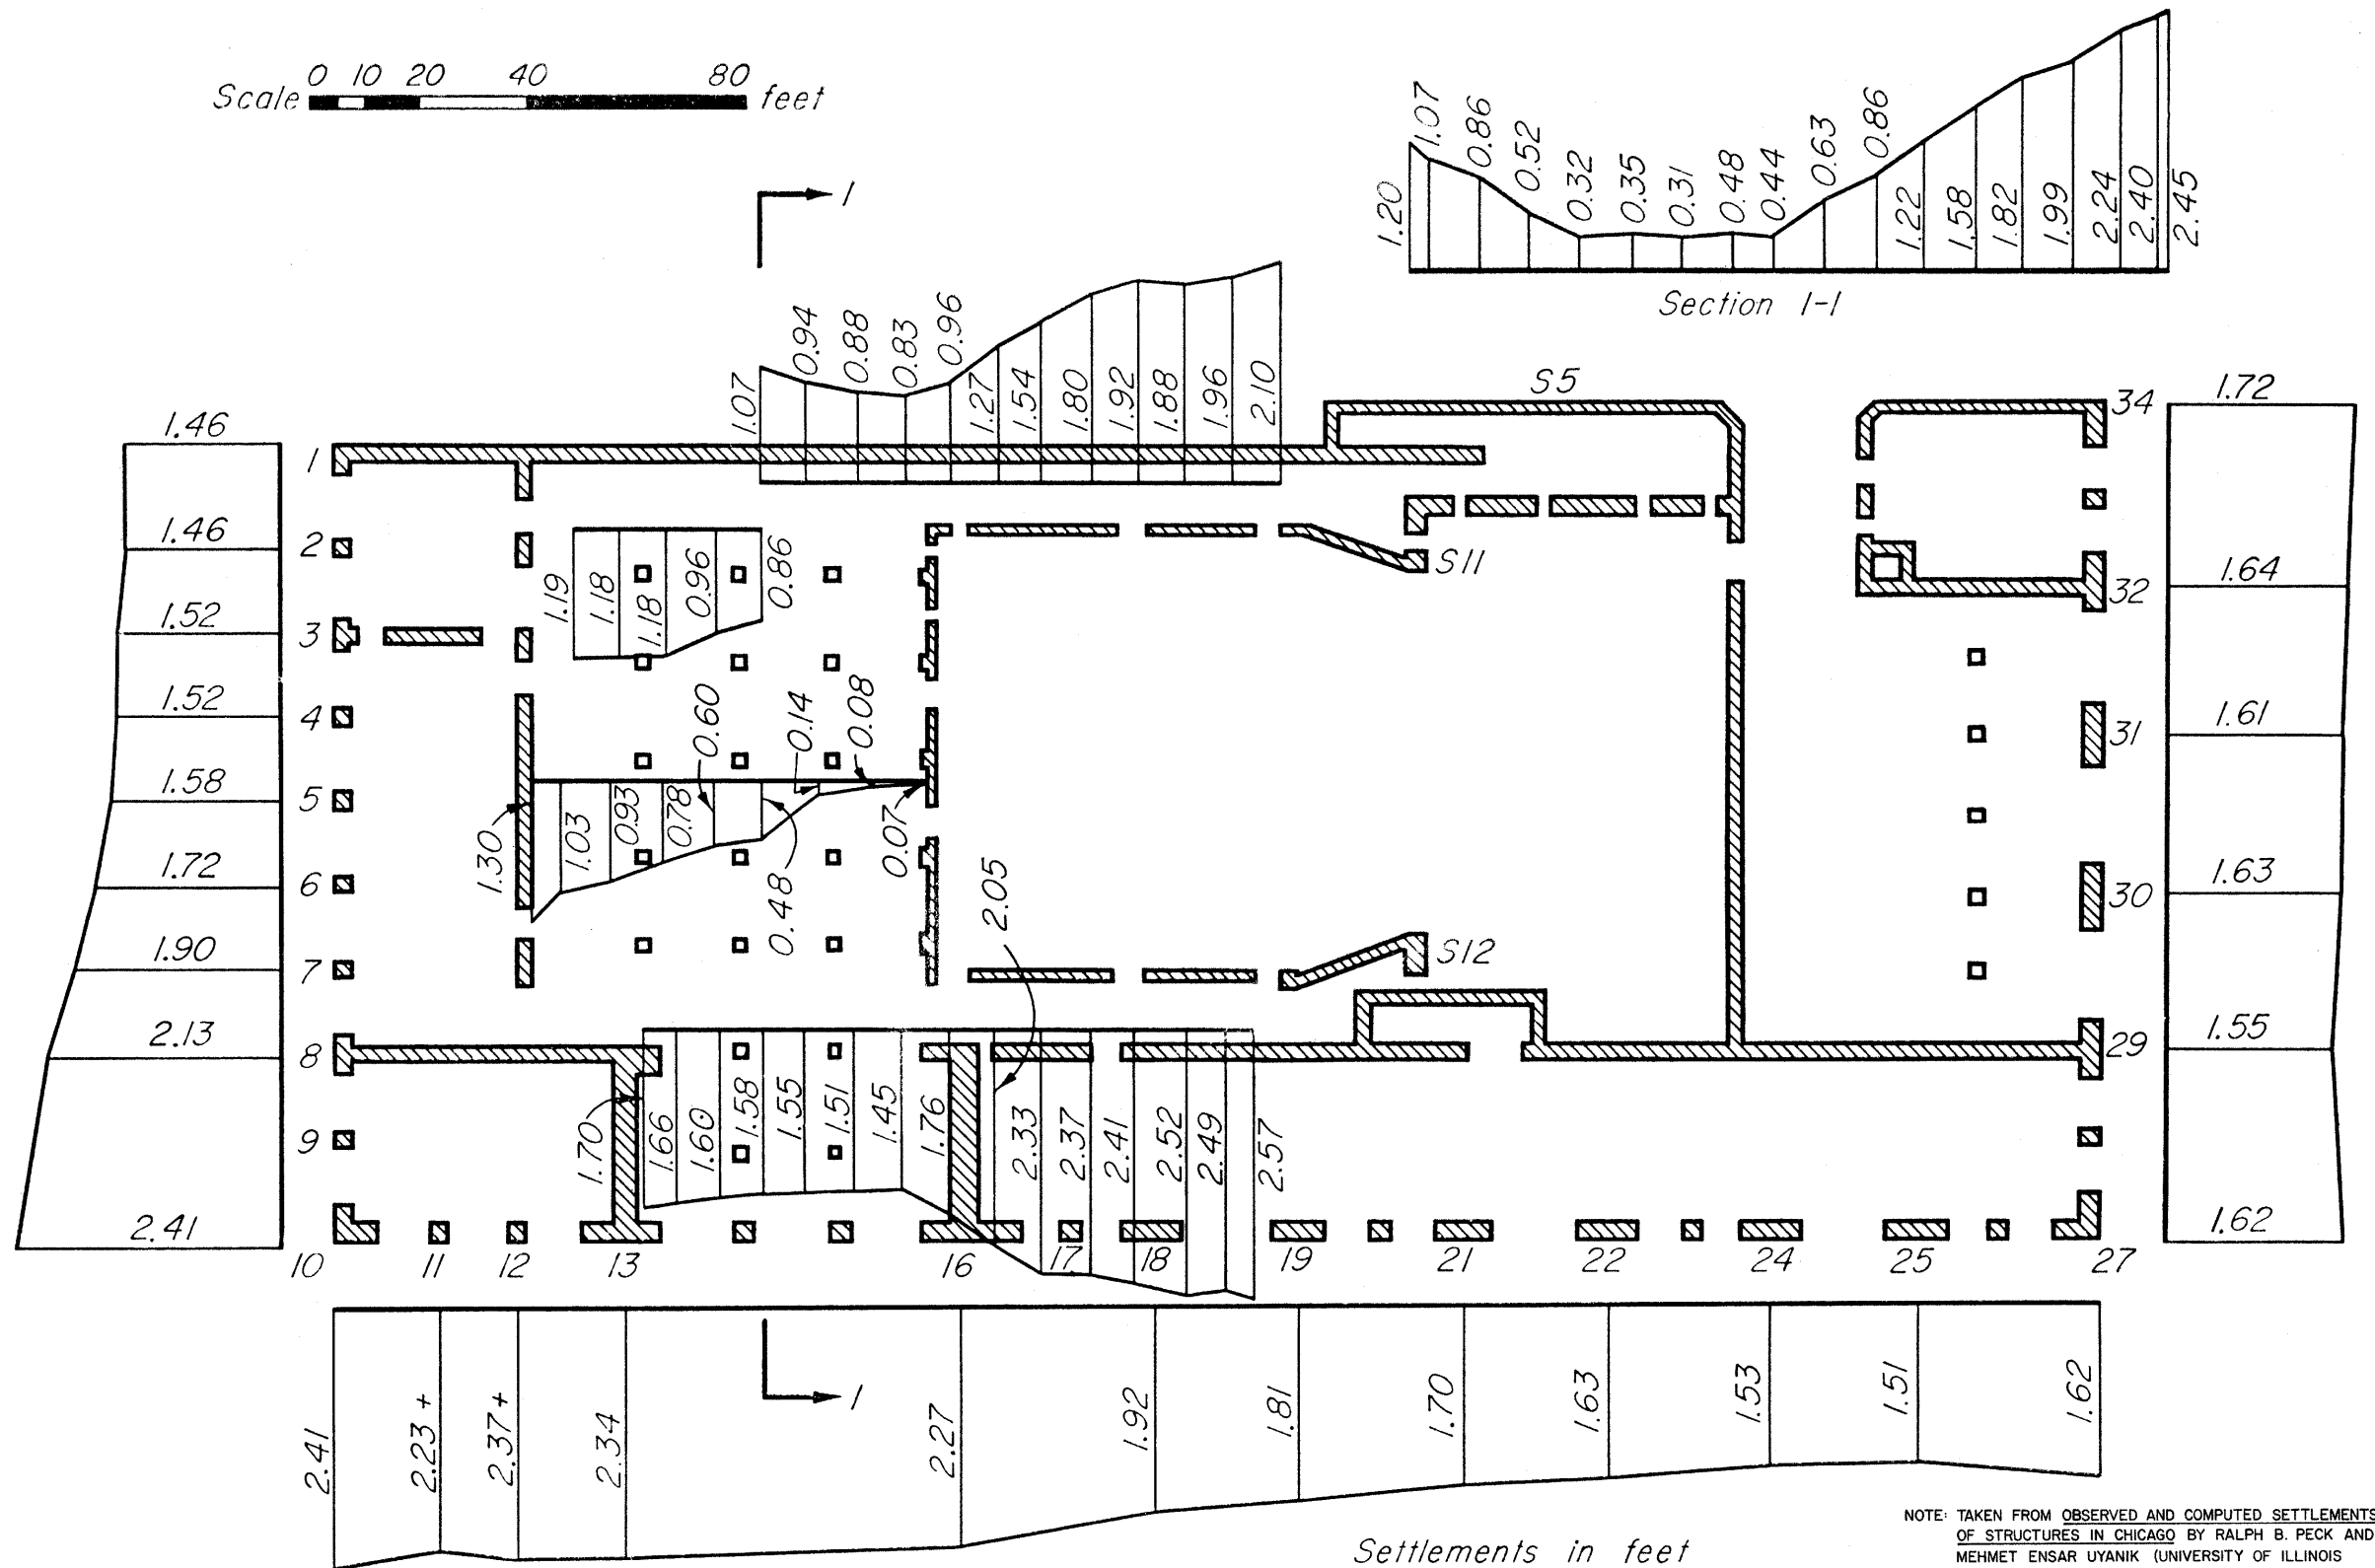 0 10 20 40 80
Scale feet
1
1.20 1.07 0.86 0.52 0.32 0.35 0.31 0.48 0.44 0.63 0.86 1.22 1.58 1.82 1.99 2.24 2.40 2.45
Section 1-1
1.07 0.94 0.88 0.83 0.96 1.27 1.54 1.80 1.92 1.88 1.96 2.10
S5
34
1.72
1.46
1
1.46
2
1.19 1.18 1.18 0.96 0.86
S11
1.64
32
1.52
3
1.52
4
0.60 0.14 0.08
1.61
31
1.58
5
1.30 1.03 0.93 0.78 0.48 0.07
1.72
6
1.63
30
1.90
7
2.05
S12
2.13
8
1.55
29
1.70 1.66 1.60 1.58 1.55 1.51 1.45 1.76 2.33 2.37 2.41 2.52 2.49 2.57
9
2.41
1.62
10 11 12 13 16 17 18 19 21 22 24 25 27
2.41 2.23+ 2.37+ 2.34 2.27 1.92 1.81 1.70 1.63 1.53 1.51 1.62
1
Settlements in feet
NOTE: TAKEN FROM OBSERVED AND COMPUTED SETTLEMENTS
OF STRUCTURES IN CHICAGO BY RALPH B. PECK AND
MEHMET ENSAR UYANIK (UNIVERSITY OF ILLINOIS